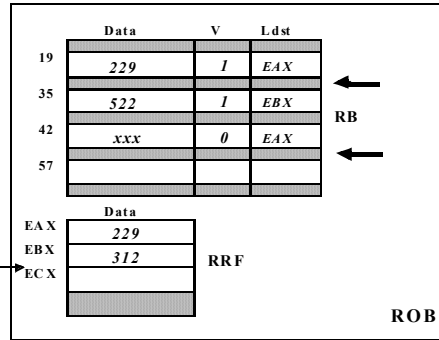 Data V Ldst
19 229 1 EAX
35 522 1 EBX
RB
42 xxx 0 EAX
57
Data
EAX 229
EBX 312
RRF
ECX
ROB